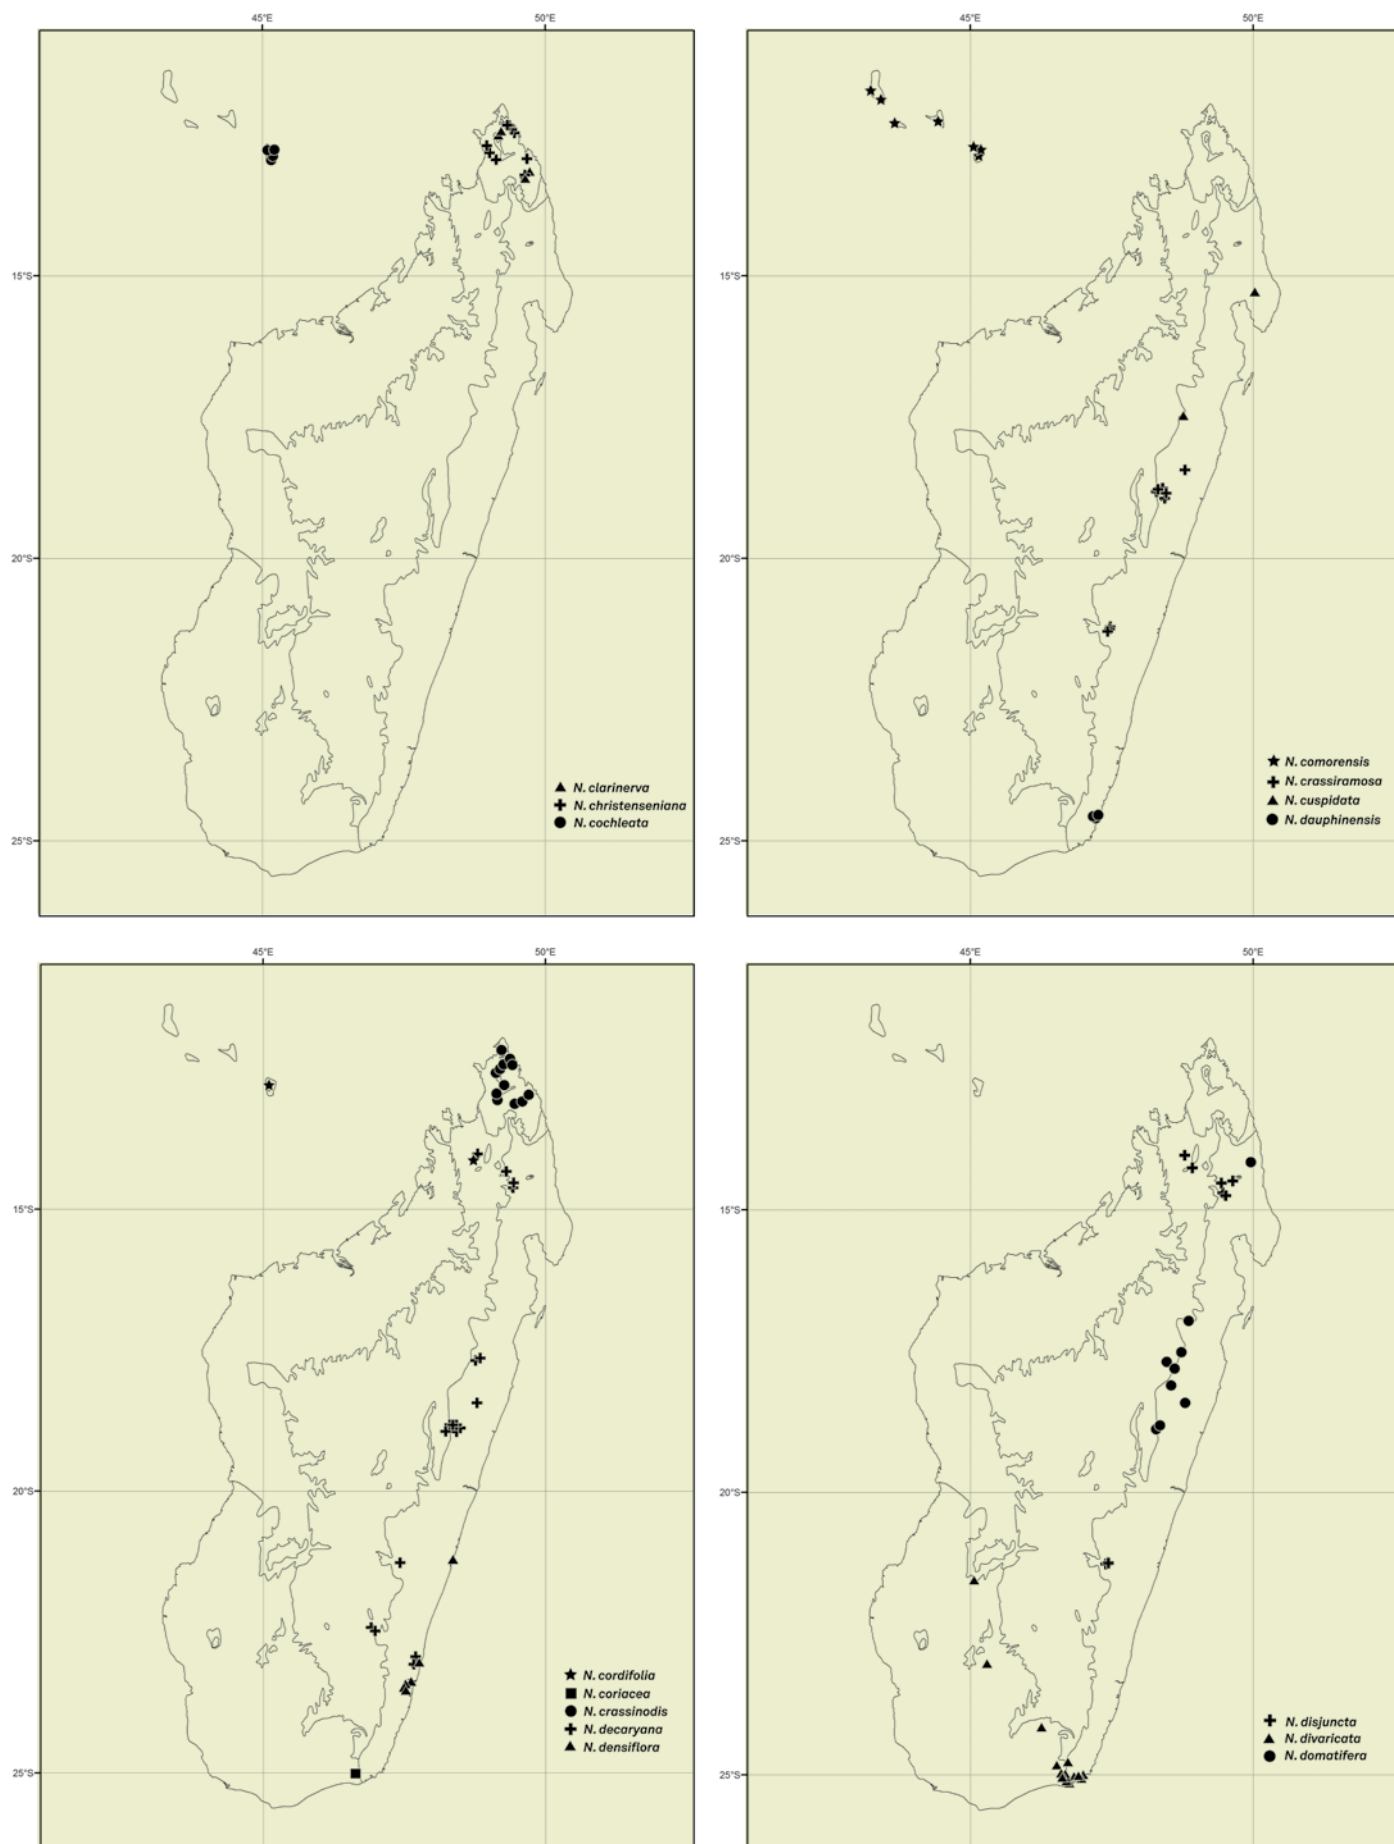 45°E 50°E
15°S
20°S
25°S
N. clarinerva
N. christenseniana
N. cochleata
45°E 50°E
15°S
20°S
25°S
N. comorensis
N. crassiramosa
N. cuspidata
N. dauphinensis
45°E 50°E
15°S
20°S
25°S
N. cordifolia
N. coriacea
N. crassinodis
N. decaryana
N. densiflora
45°E 50°E
15°S
20°S
25°S
N. disjuncta
N. divaricata
N. domatifera